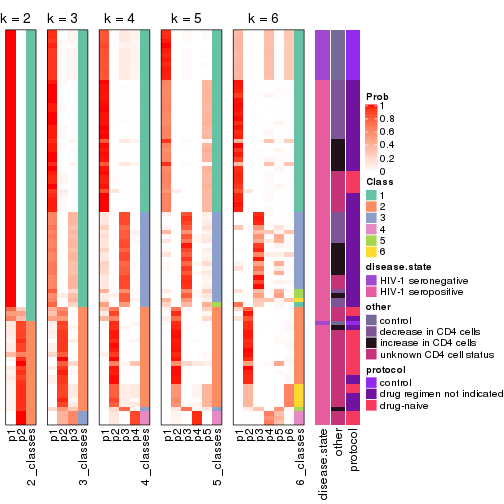 k = 2
k = 3
k = 4
k = 5
k = 6
Prob
1
0.8
0.6
0.4
0.2
0
Class
1
2
3
4
5
6
disease.state
HIV-1 seronegative
HIV-1 seropositive
other
control
decrease in CD4 cells
increase in CD4 cells
unknown CD4 cell status
protocol
control
drug regimen not indicated
drug-naive
p1
p2
2_classes
p1
p2
p3
3_classes
p1
p2
p3
p4
4_classes
p1
p2
p3
p4
p5
5_classes
p1
p2
p3
p4
p5
p6
6_classes
disease.state
other
protocol